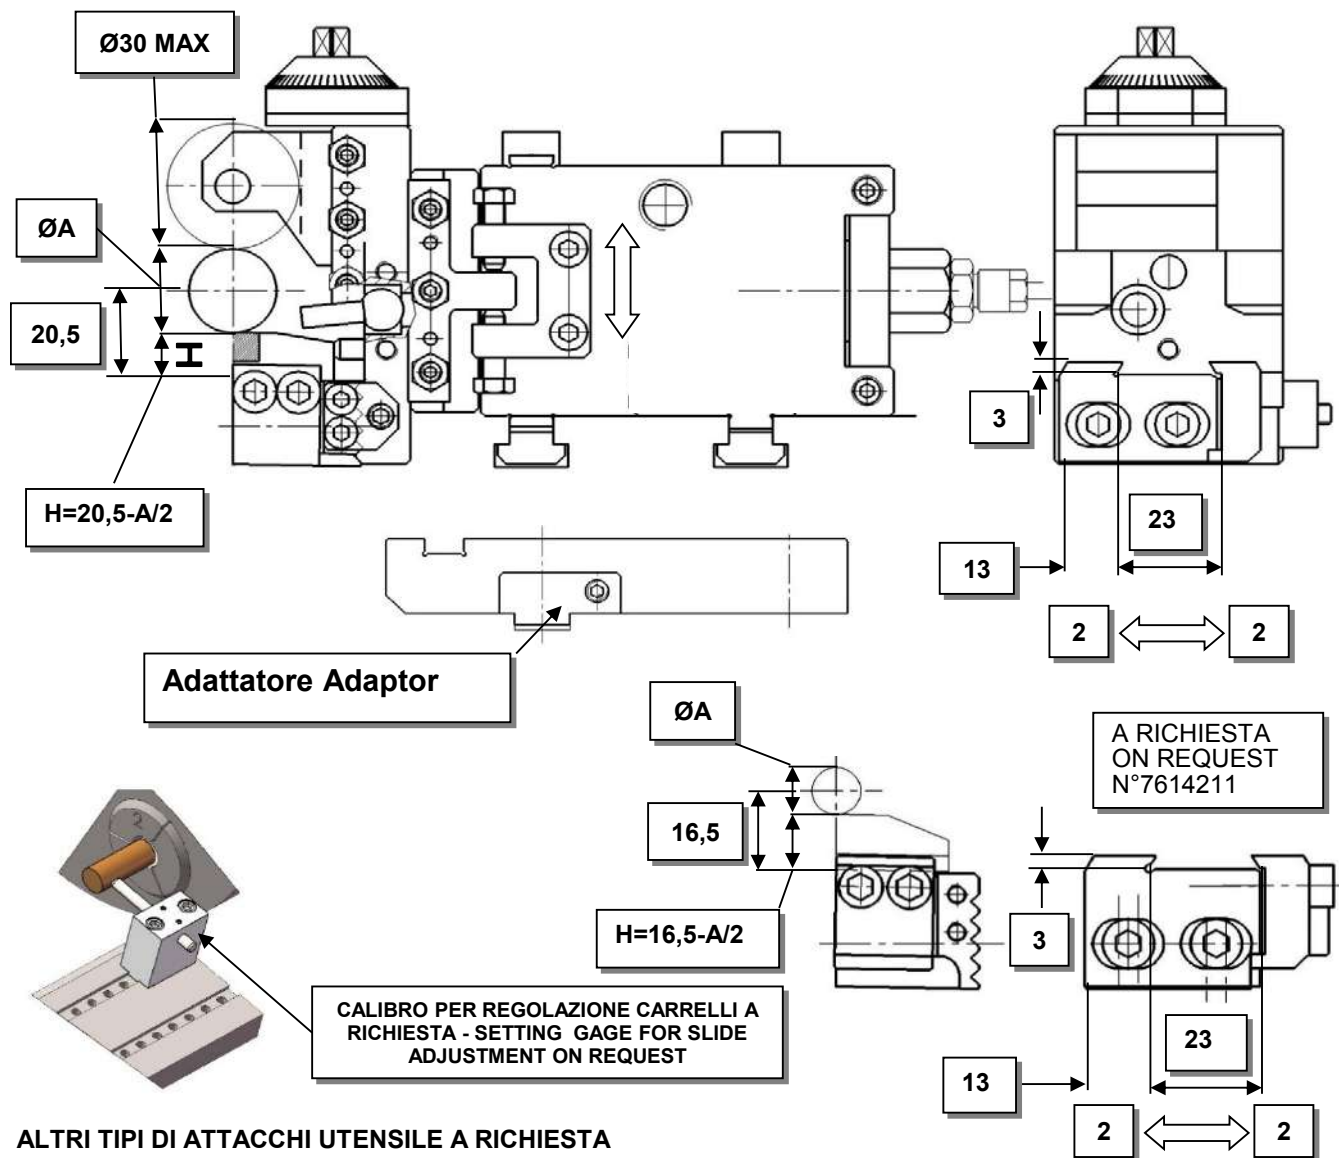 Ø30 MAX
ØA
20,5
H
H=20,5-A/2
3
23
13
2
2
Adattatore Adaptor
ØA
A RICHIESTA
ON REQUEST
N°7614211
16,5
H=16,5-A/2
3
2
CALIBRO PER REGOLAZIONE CARRELLI A
RICHIESTA - SETTING GAGE FOR SLIDE
ADJUSTMENT ON REQUEST
23
13
2
2
ALTRI TIPI DI ATTACCHI UTENSILE A RICHIESTA